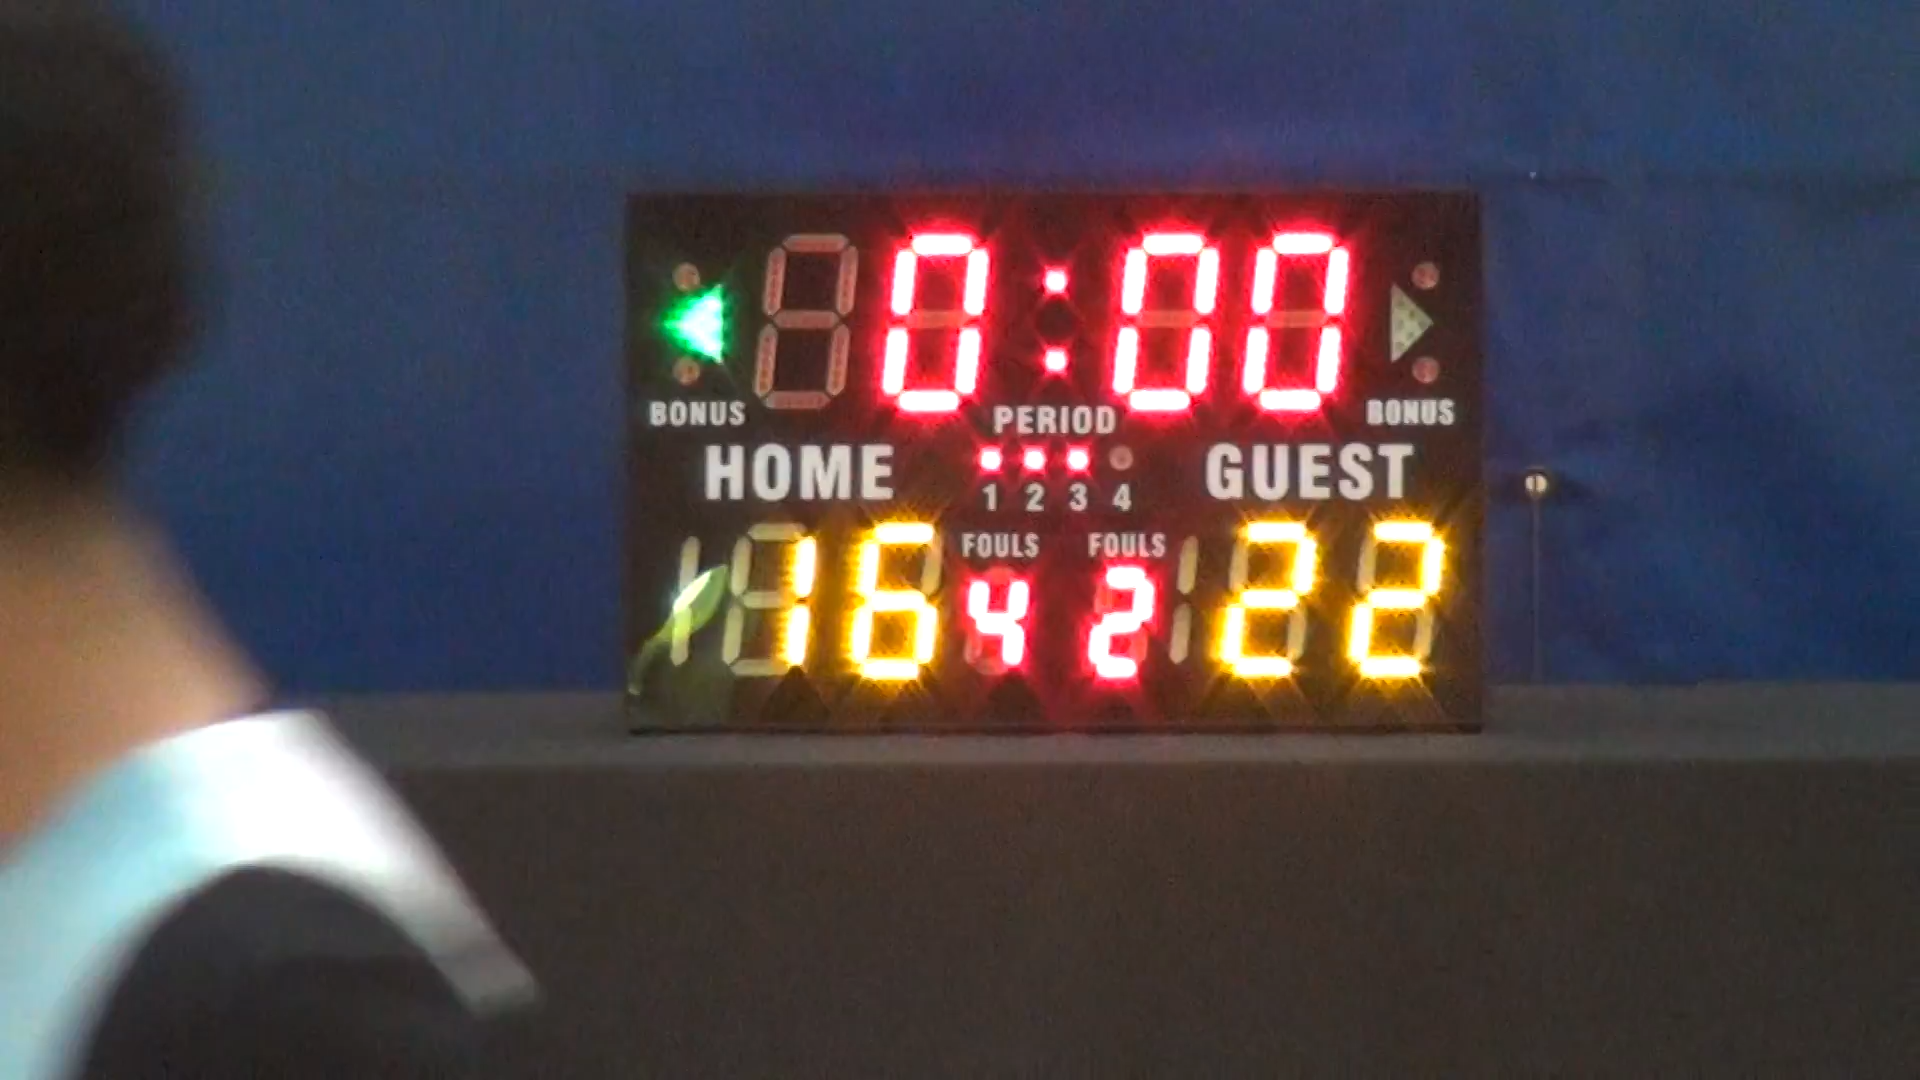 0:00
BONUS PERIOD BONUS
HOME GUEST
1 2 3 4
FOULS FOULS
16 4 2 22